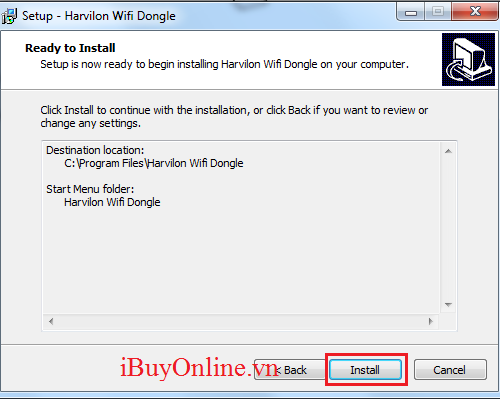 Setup - Harvilon Wifi Dongle
Ready to Install
Setup is now ready to begin installing Harvilon Wifi Dongle on your computer.
Click Install to continue with the installation, or click Back if you want to review or
change any settings.
Destination location:
C:\Program Files\Harvilon Wifi Dongle
Start Menu folder:
Harvilon Wifi Dongle
iBuyOnline.vn
Back
Install
Cancel